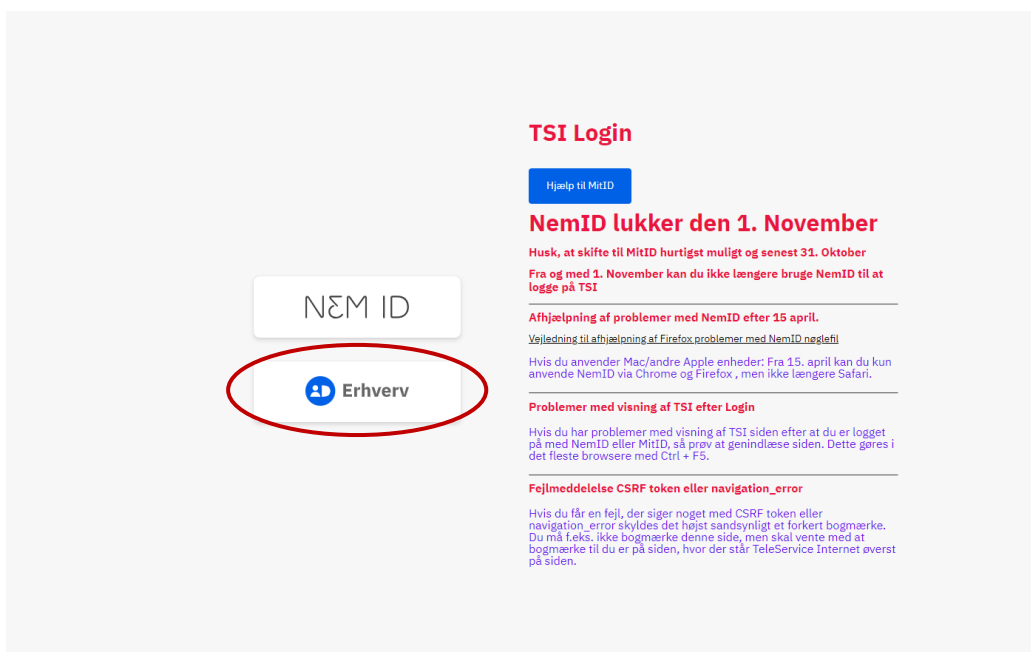 NEM ID
Erhverv
TSI Login
Hjælp til MitID
NemID lukker den 1. November
Husk, at skifte til MitID hurtigst muligt og senest 31. Oktober
Fra og med 1. November kan du ikke længere bruge NemID til at
logge på TSI
Afhjælpning af problemer med NemID efter 15 april.
Vejledning til afhjælpning af Firefox problemer med NemID nøglefil
Hvis du anvender Mac/andre Apple enheder: Fra 15. april kan du kun
anvende NemID via Chrome og Firefox , men ikke længere Safari.
Problemer med visning af TSI efter Login
Hvis du har problemer med visning af TSI siden efter at du er logget
på med NemID eller MitID, så prøv at genindlæse siden. Dette gøres i
det fleste browsere med Ctrl + F5.
Fejlmeddelelse CSRF token eller navigation_error
Hvis du får en fejl, der siger noget med CSRF token eller
navigation_error skyldes det højst sandsynligt et forkert bogmærke.
Du må f.eks. ikke bogmærke denne side, men skal vente med at
bogmærke til du er på siden, hvor der står TeleService Internet øverst
på siden.